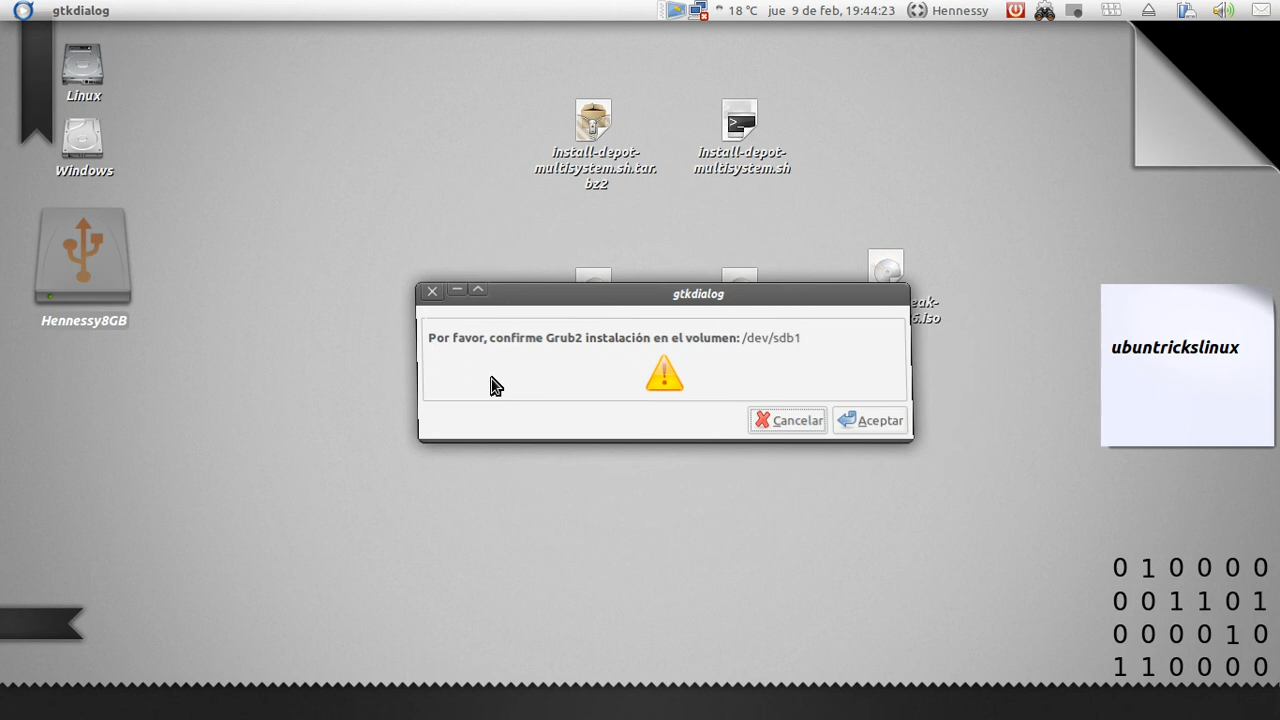 gtkdialog
18 °C
jue 9 de feb, 19:44:23
Hennessy
Linux
Windows
Hennessy8GB
install-depot-
multisystem.sh.tar.
bz2
install-depot-
multisystem.sh
gtkdialog
Por favor, confirme Grub2 instalación en el volumen: /dev/sdb1
Cancelar
Aceptar
ubuntrickslinux
0 1 0 0 0 0
0 0 1 1 0 1
0 0 0 0 1 0
1 1 0 0 0 0